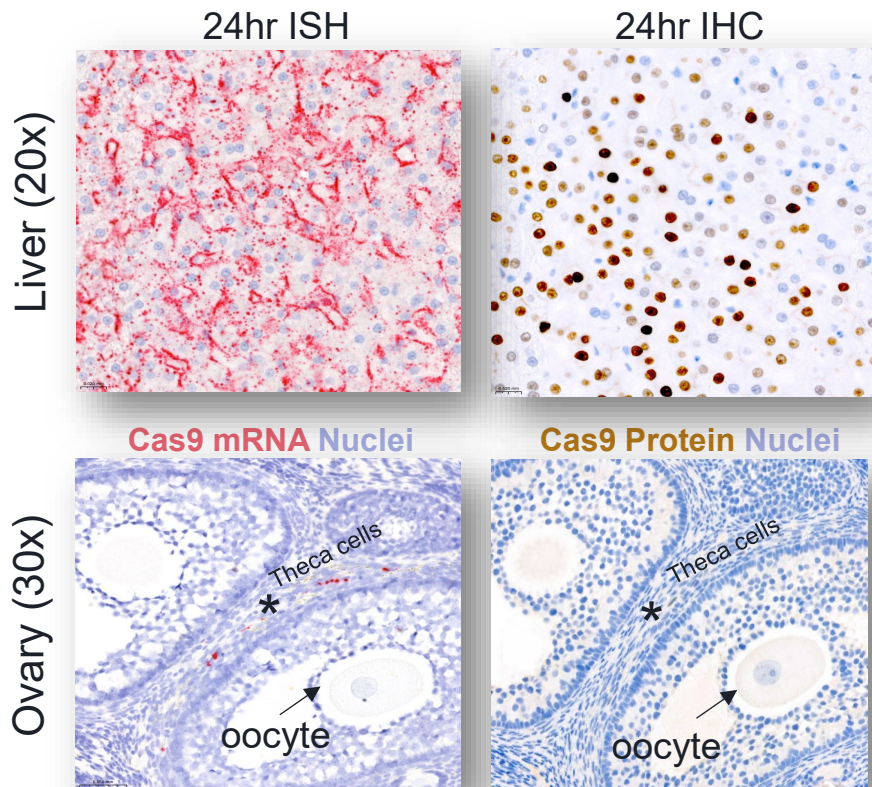 24hr ISH
24hr IHC
Liver (20x)
Cas9 mRNA Nuclei
Cas9 Protein Nuclei
Ovary (30x)
Theca cells
*
oocyte
Theca cells
*
oocyte